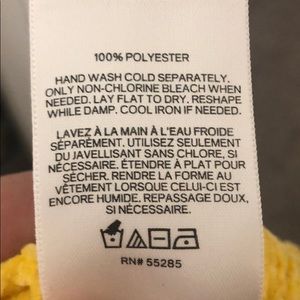 100% POLYESTER
HAND WASH COLD SEPARATELY.
ONLY NON-CHLORINE BLEACH WHEN
NEEDED. LAY FLAT TO DRY. RESHAPE
WHILE DAMP. COOL IRON IF NEEDED.
LAVEZ À LA MAIN À L'EAU FROIDE
SÉPARÉMENT. UTILISEZ SEULEMENT
DU JAVELLISANT SANS CHLORE, SI
NÉCESSAIRE. ÉTENDRE À PLAT POUR
SÉCHER. RENDRE LA FORME AU
VÊTEMENT LORSQUE CELUI-CI EST
ENCORE HUMIDE. REPASSAGE DOUX,
SI NÉCESSAIRE.
RN# 55285